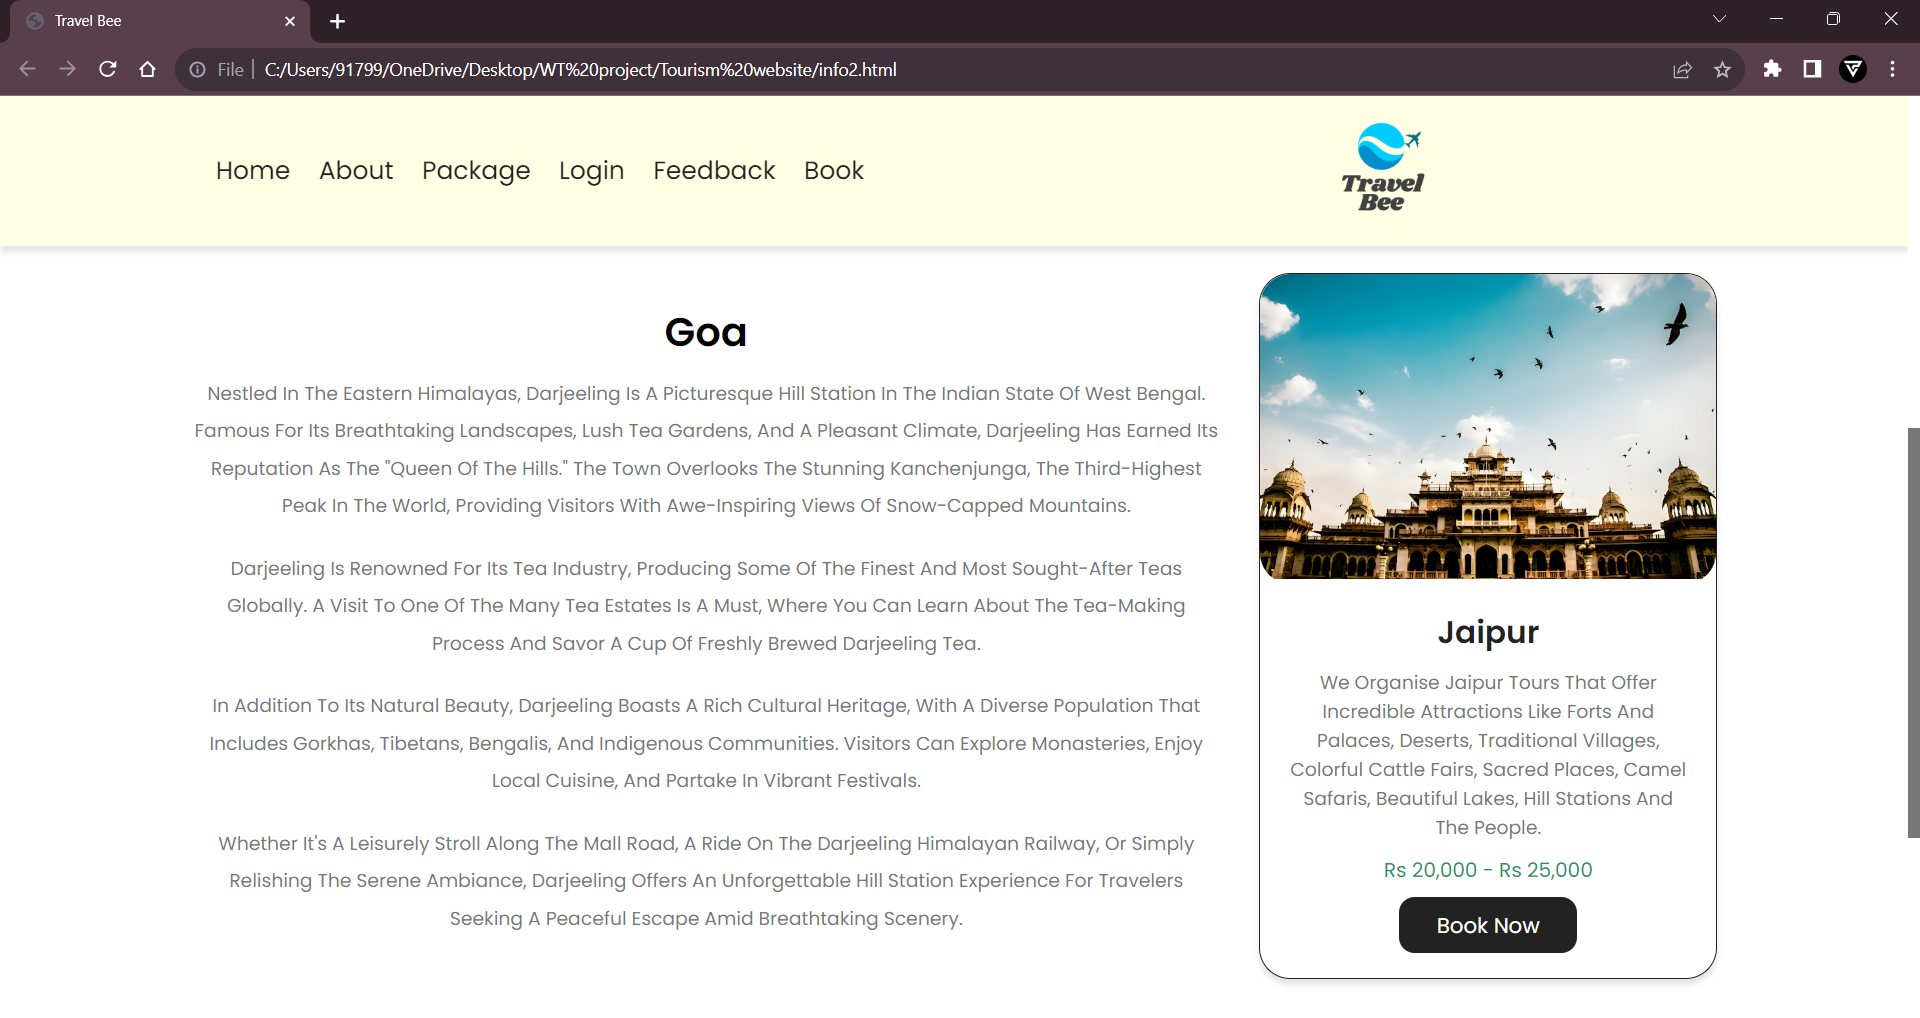 Travel Bee
File
C:/Users/91799/OneDrive/Desktop/WT%20project/Tourism%20website/info2.html
Home About Package Login Feedback Book
Travel
Bee
Goa
Nestled In The Eastern Himalayas, Darjeeling Is A Picturesque Hill Station In The Indian State Of West Bengal.
Famous For Its Breathtaking Landscapes, Lush Tea Gardens, And A Pleasant Climate, Darjeeling Has Earned Its
Reputation As The "Queen Of The Hills." The Town Overlooks The Stunning Kanchenjunga, The Third-Highest
Peak In The World, Providing Visitors With Awe-Inspiring Views Of Snow-Capped Mountains.
Darjeeling Is Renowned For Its Tea Industry, Producing Some Of The Finest And Most Sought-After Teas
Globally. A Visit To One Of The Many Tea Estates Is A Must, Where You Can Learn About The Tea-Making
Process And Savor A Cup Of Freshly Brewed Darjeeling Tea.
In Addition To Its Natural Beauty, Darjeeling Boasts A Rich Cultural Heritage, With A Diverse Population That
Includes Gorkhas, Tibetans, Bengalis, And Indigenous Communities. Visitors Can Explore Monasteries, Enjoy
Local Cuisine, And Partake In Vibrant Festivals.
Whether It's A Leisurely Stroll Along The Mall Road, A Ride On The Darjeeling Himalayan Railway, Or Simply
Relishing The Serene Ambiance, Darjeeling Offers An Unforgettable Hill Station Experience For Travelers
Seeking A Peaceful Escape Amid Breathtaking Scenery.
Jaipur
We Organise Jaipur Tours That Offer
Incredible Attractions Like Forts And
Palaces, Deserts, Traditional Villages,
Colorful Cattle Fairs, Sacred Places, Camel
Safaris, Beautiful Lakes, Hill Stations And
The People.
Rs 20,000 - Rs 25,000
Book Now